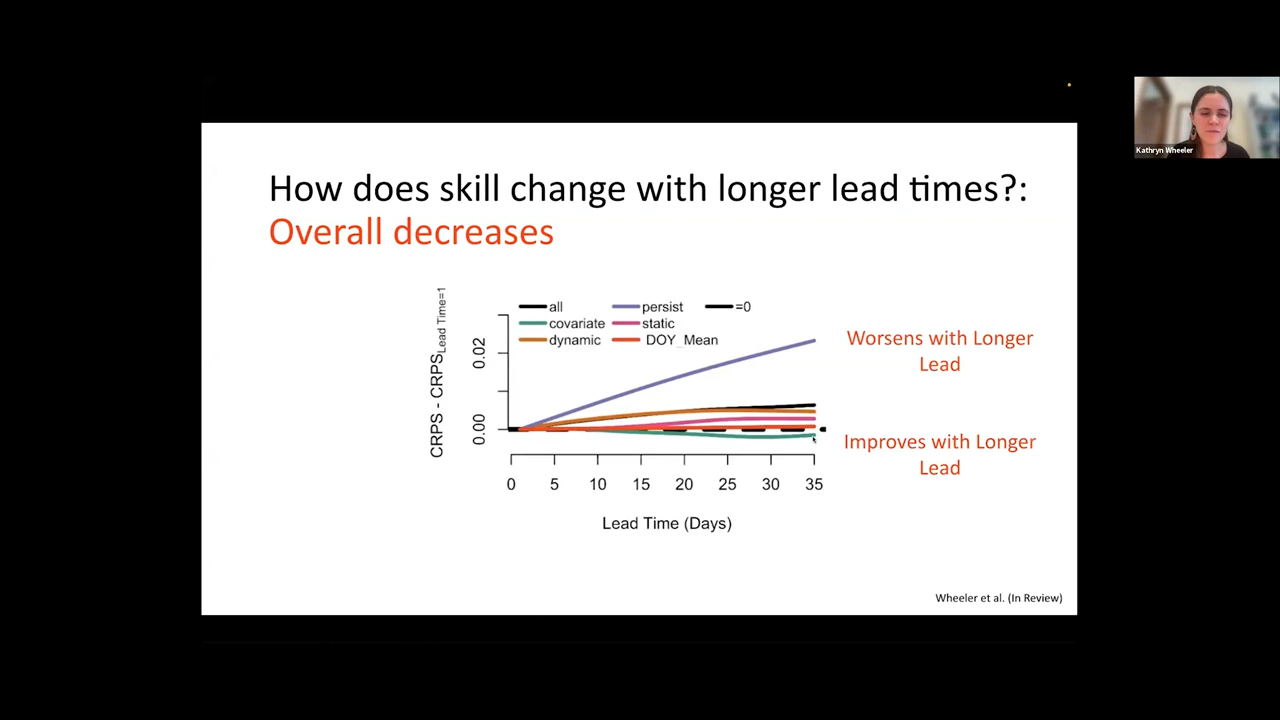 How does skill change with longer lead times?:
Overall decreases
Kathryn Wheeler
all
persist
=0
covariate
static
dynamic
DOY_Mean
CRPS - CRPSLead Time=1
0.02
0.00
0 5 10 15 20 25 30 35
Lead Time (Days)
Worsens with Longer
Lead
Improves with Longer
Lead
Wheeler et al. (In Review)